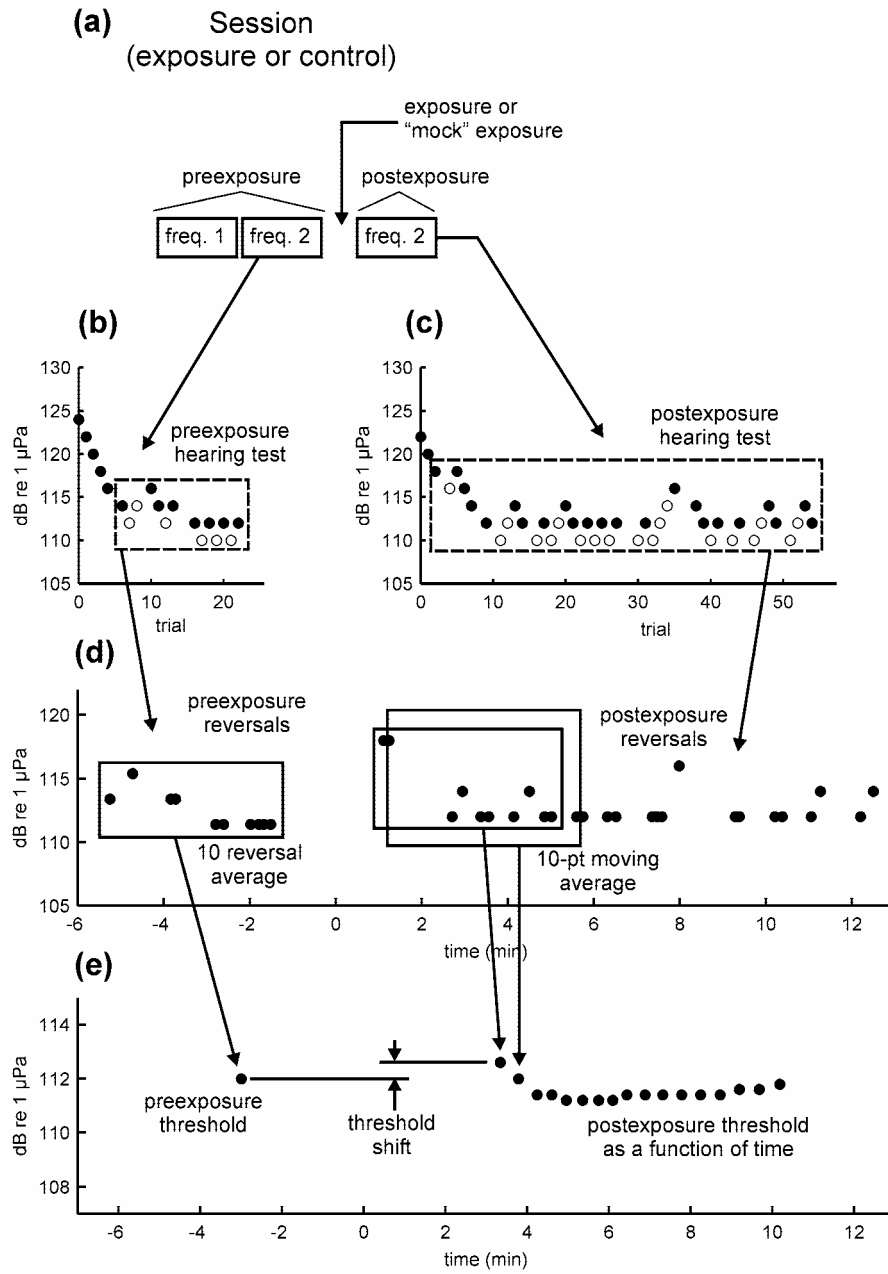 (a)
Session
(exposure or control)
exposure or
"mock" exposure
preexposure
postexposure
freq. 1
freq. 2
freq. 2
(b)
dB re 1 µPa
130
125
120
115
110
105
preexposure
hearing test
0
10
20
trial
(c)
dB re 1 µPa
130
125
120
115
110
105
postexposure
hearing test
0
10
20
30
40
50
trial
(d)
dB re 1 µPa
120
115
110
105
preexposure
reversals
10 reversal
average
postexposure
reversals
10-pt moving
average
-6
-4
-2
0
2
4
6
8
10
12
time (min)
(e)
dB re 1 µPa
114
112
110
108
preexposure
threshold
threshold
shift
postexposure threshold
as a function of time
-6
-4
-2
0
2
4
6
8
10
12
time (min)